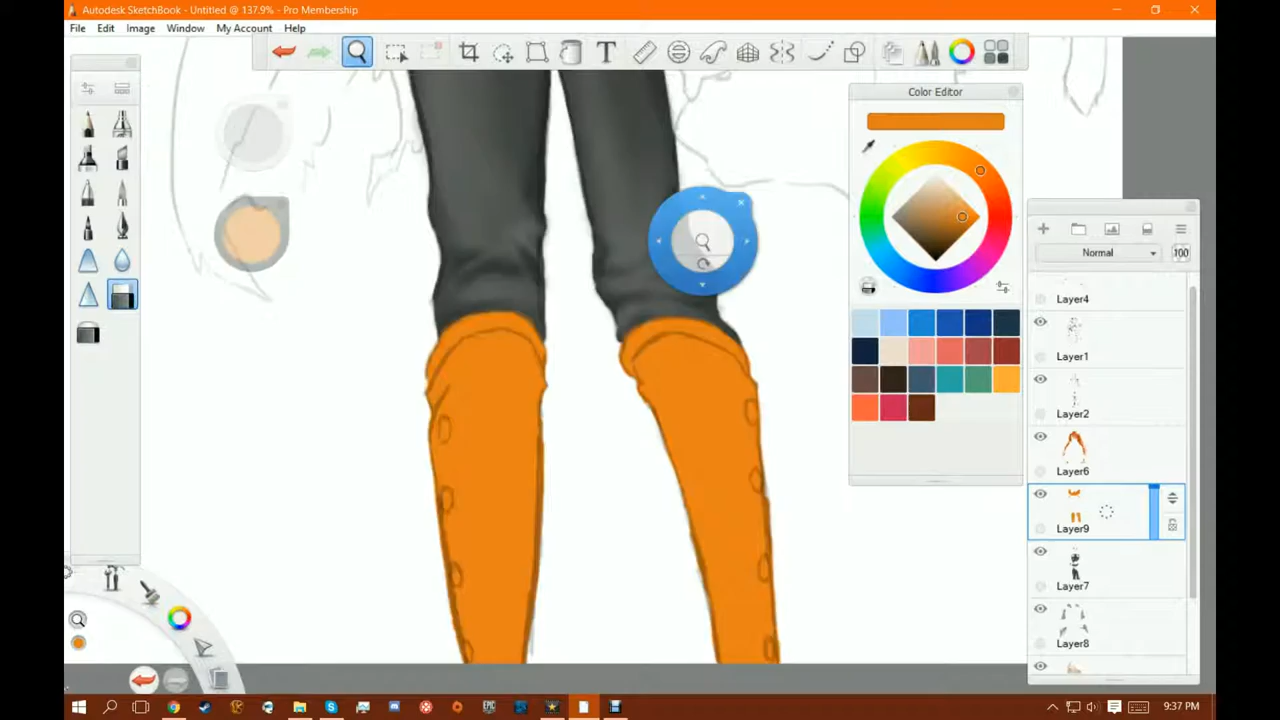 Autodesk SketchBook - Untitled @ 137.9% - Pro Membership
File Edit Image Window My Account Help
T
Color Editor
Normal 100
Layer4
Layer1
Layer2
Layer6
Layer9
Layer7
Layer8
9:37 PM